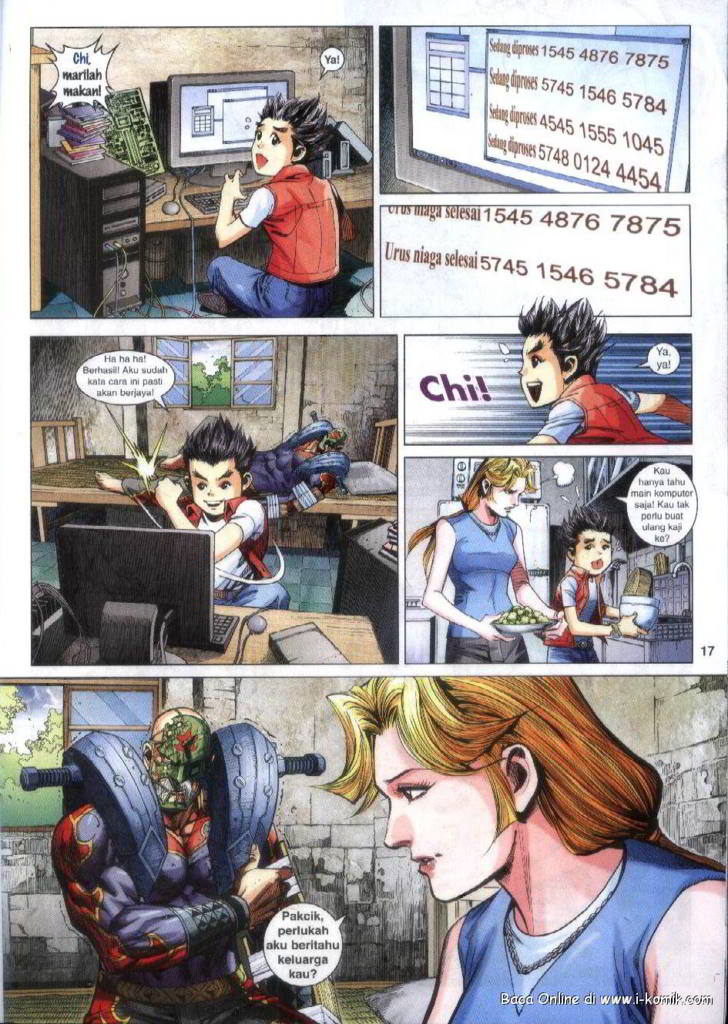 Chi,
marilah
makan!
Ya!
Sedang diproses 1545 4876 7875
Sedang diproses 5745 1546 5784
Sedang diproses 4545 1555 1045
Sedang diproses 5748 0124 4454
Urus niaga selesai 1545 4876 7875
Urus niaga selesai 5745 1546 5784
Ha ha ha!
Berhasil! Aku sudah
kata cara ini pasti
akan berjaya!
Chi!
Ya,
ya!
Kau
hanya tahu
main komputer
saja! Kau tak
perlu buat
ulang kaji
ke?
17
Pakcik,
perlukah
aku beritahu
keluarga
kau?
Baca Online di www.i-komik.com